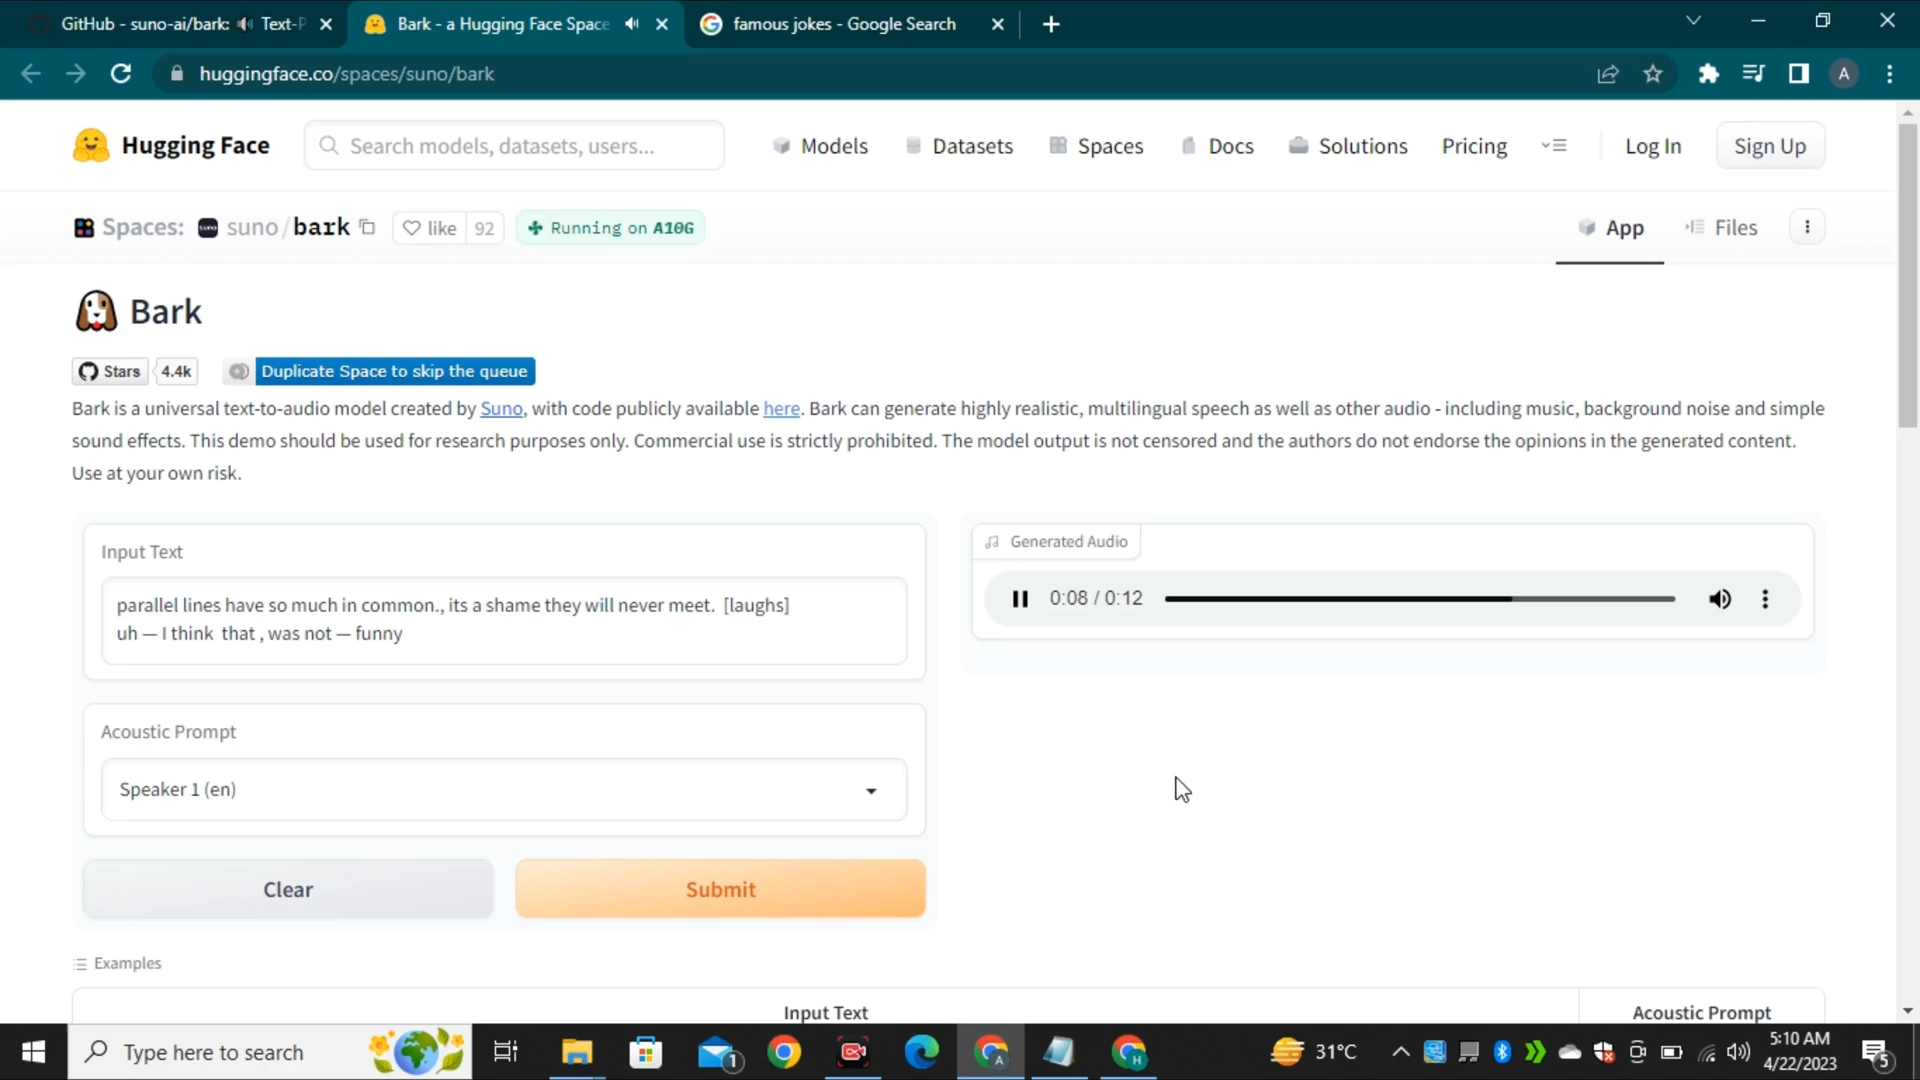 GitHub - suno-ai/bark: 🔊 Text-P
Bark - a Hugging Face Space
famous jokes - Google Search
huggingface.co/spaces/suno/bark
A
Hugging Face
Search models, datasets, users...
Models
Datasets
Spaces
Docs
Solutions
Pricing
Log In
Sign Up
Spaces: suno/bark
like 92
Running on A10G
App
Files
Bark
Stars 4.4k
Duplicate Space to skip the queue
Bark is a universal text-to-audio model created by Suno, with code publicly available here. Bark can generate highly realistic, multilingual speech as well as other audio - including music, background noise and simple
sound effects. This demo should be used for research purposes only. Commercial use is strictly prohibited. The model output is not censored and the authors do not endorse the opinions in the generated content.
Use at your own risk.
Input Text
parallel lines have so much in common., its a shame they will never meet.  [laughs]
uh — I think  that , was not — funny
Generated Audio
0:08 / 0:12
Acoustic Prompt
Speaker 1 (en)
Clear
Submit
Examples
Input Text
Acoustic Prompt
Type here to search
1
A
H
31°C
5:10 AM
4/22/2023
5